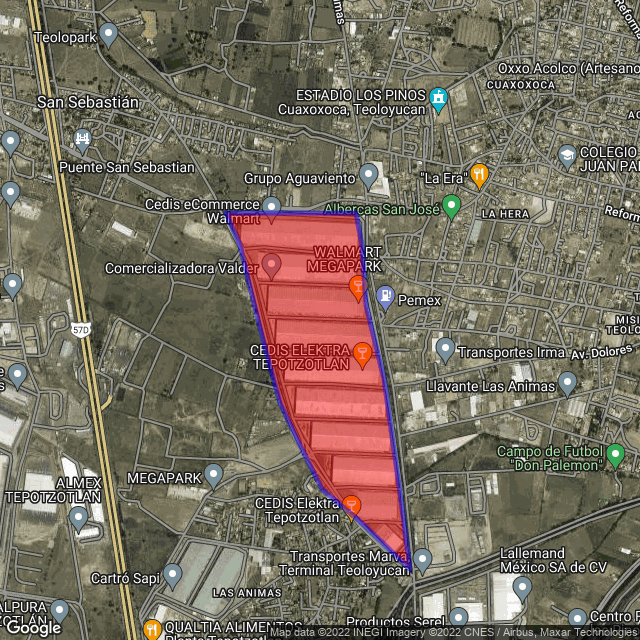 Teolopark
San Sebastián
Puente San Sebastian
Oxxo Acolco (Artesano
CUAXOXOCA
ESTADIO LOS PINOS
Cuaxoxoca, Teoloyucan
COLEGIO
JUAN PA
Grupo Aguaviento
"La Era"
Cedis eCommerce
Walmart
Albercas San José
LA HERA
WALMART
MEGAPARK
Comercializadora Valder
Pemex
MISI
TEOLO
57D
CEDIS ELEKTRA
TEPOTZOTLAN
Transportes Irma
Av. Dolores
Llavante Las Animas
Campo de Futbol
"Don Palemon"
MEGAPARK
ALMEX
TEPOTZOTLAN
CEDIS Elektra
Tepotzotlan
Transportes Marva
Terminal Teoloyucan
Lallemand
México SA de CV
Cartró Sapi
LAS ANIMAS
ALPURA
QUALTIA ALIMENTOS
Planta Tepotz
Productos Serel
Centro F
Google
Map data ©2022 INEGI Imagery ©2022 CNES / Airbus, Maxar Technologies